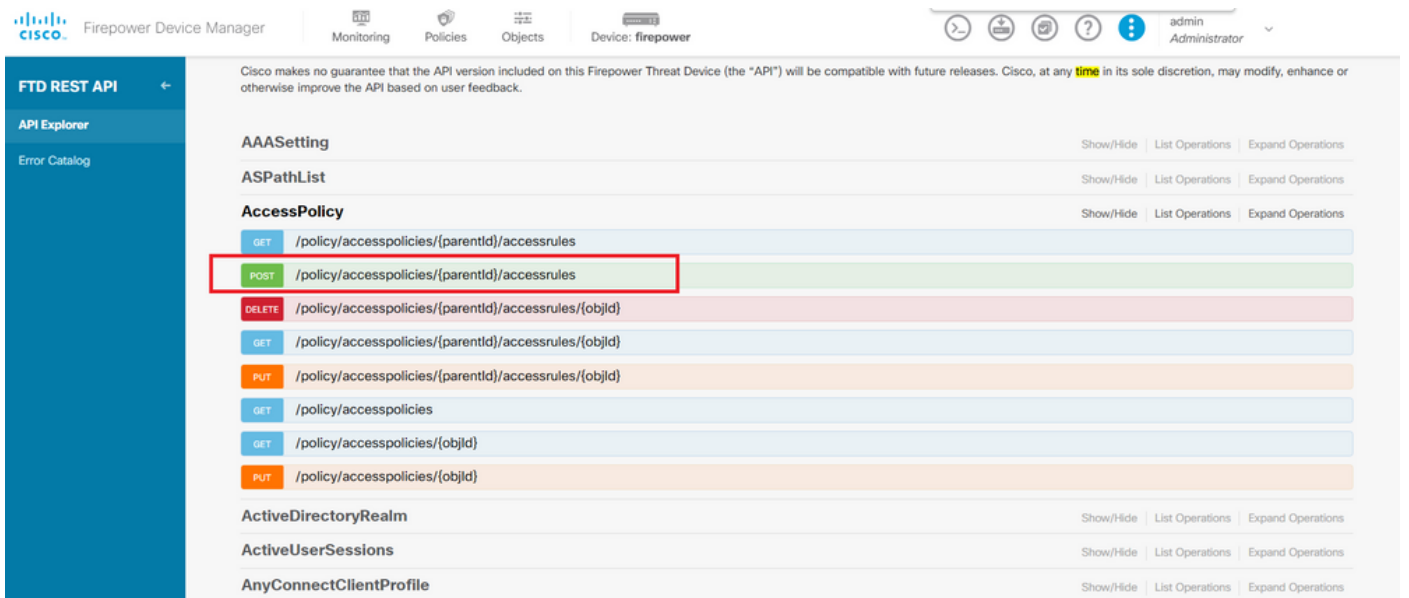 CISCO. Firepower Device Manager Monitoring Policies Objects Device: firepower >_ ? admin
Administrator
Cisco makes no guarantee that the API version included on this Firepower Threat Device (the “API”) will be compatible with future releases. Cisco, at any time in its sole discretion, may modify, enhance or
otherwise improve the API based on user feedback.
FTD REST API
API Explorer
Error Catalog
AAASetting Show/Hide List Operations Expand Operations
ASPathList Show/Hide List Operations Expand Operations
AccessPolicy Show/Hide List Operations Expand Operations
GET /policy/accesspolicies/{parentId}/accessrules
POST /policy/accesspolicies/{parentId}/accessrules
DELETE /policy/accesspolicies/{parentId}/accessrules/{objId}
GET /policy/accesspolicies/{parentId}/accessrules/{objId}
PUT /policy/accesspolicies/{parentId}/accessrules/{objId}
GET /policy/accesspolicies
GET /policy/accesspolicies/{objId}
PUT /policy/accesspolicies/{objId}
ActiveDirectoryRealm Show/Hide List Operations Expand Operations
ActiveUserSessions Show/Hide List Operations Expand Operations
AnyConnectClientProfile Show/Hide List Operations Expand Operations